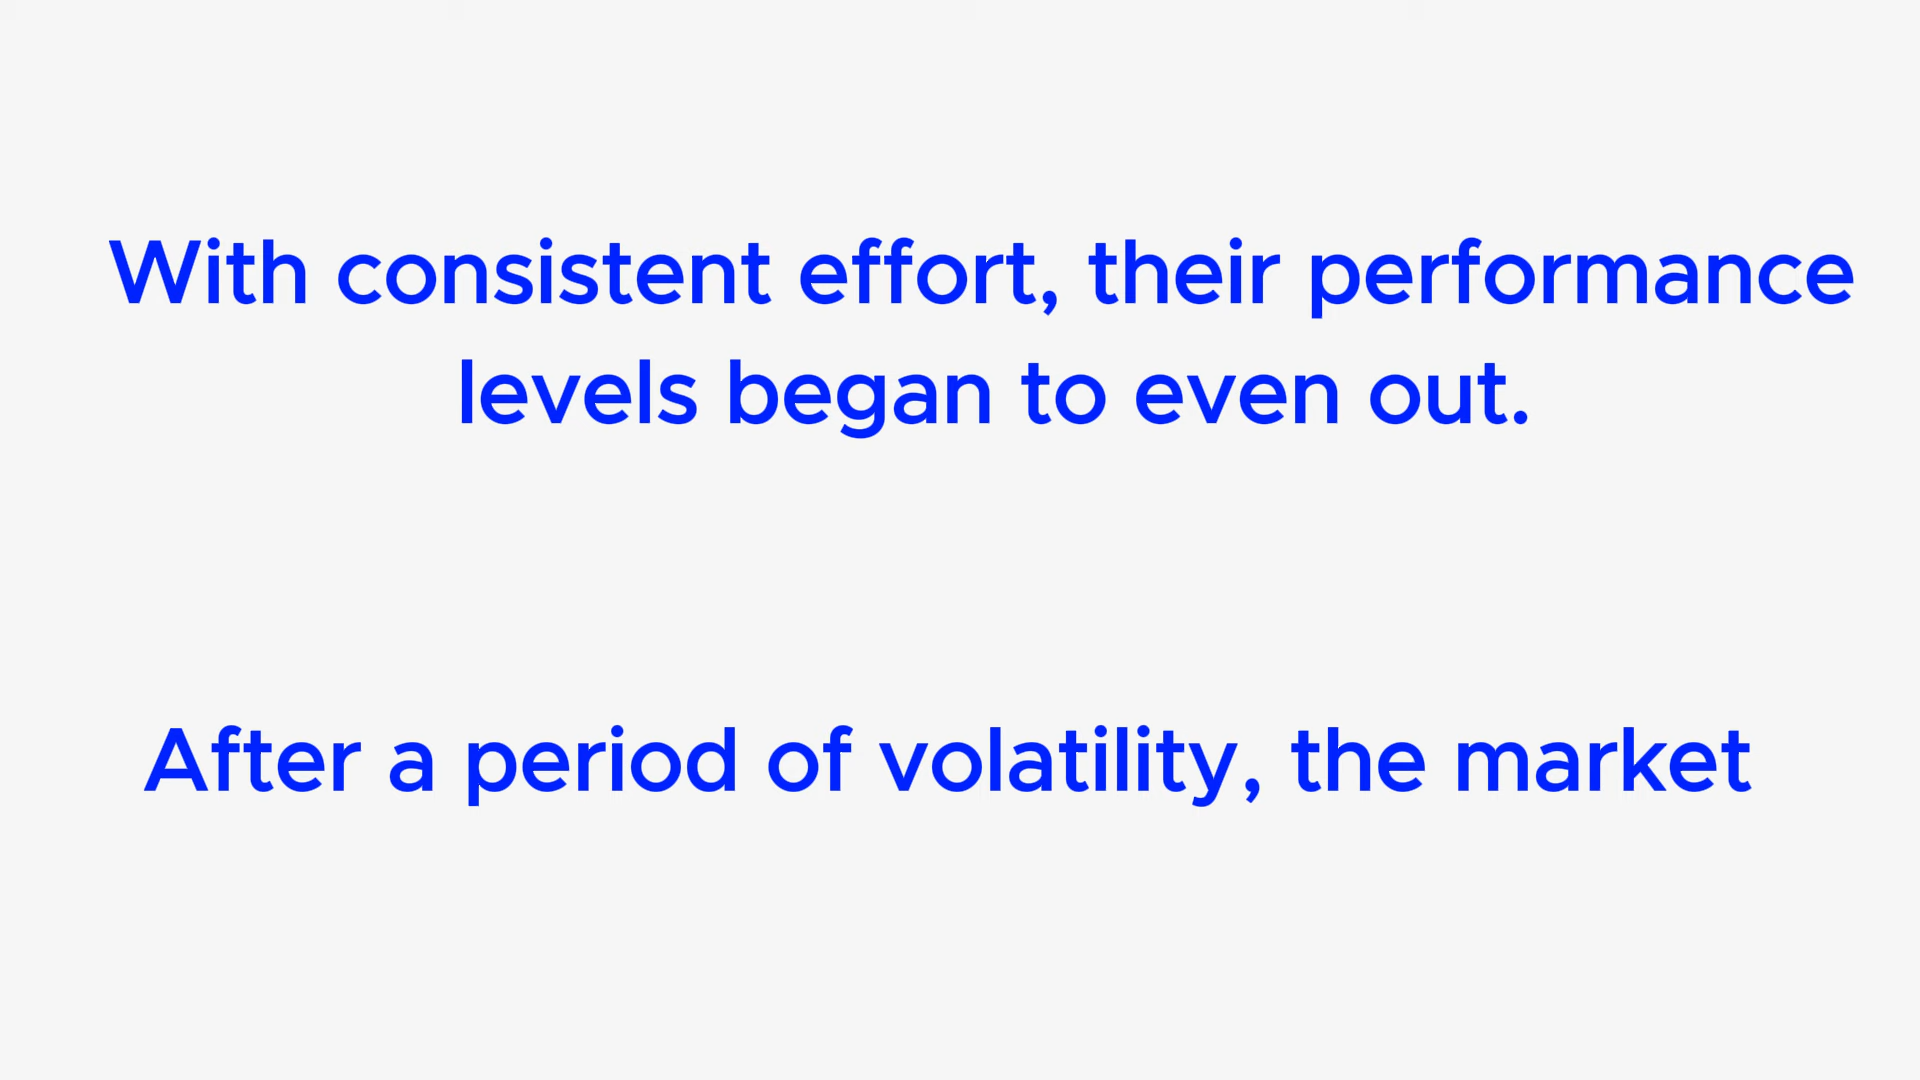 With consistent effort, their performance
levels began to even out.
After a period of volatility, the market